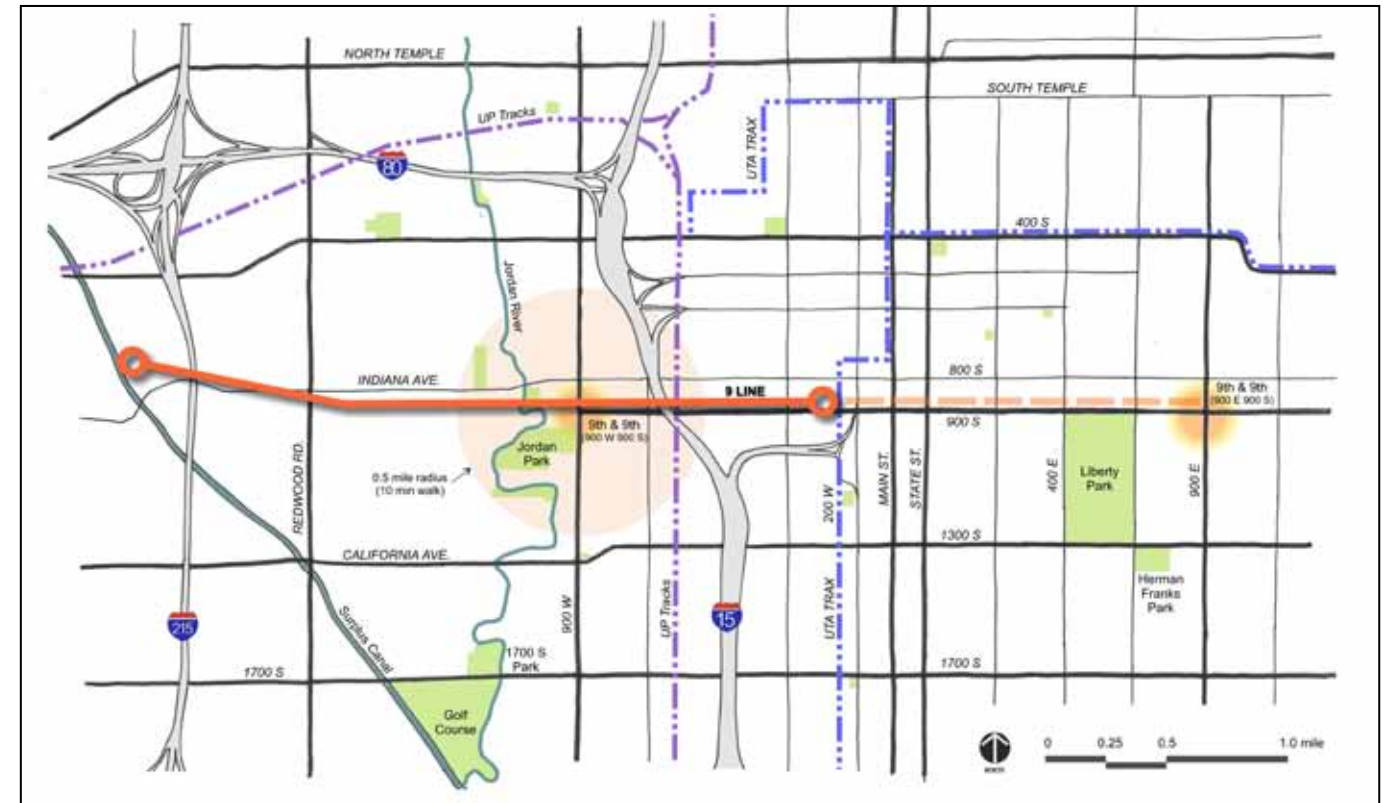 NORTH TEMPLE
SOUTH TEMPLE
UP Tracks
UTA TRAX
80
400 S
Jordan River
INDIANA AVE.
800 S
9 LINE
9th & 9th
(900 E 900 S)
9th & 9th
(900 W 900 S)
900 S
Jordan
Park
0.5 mile radius
(10 min walk)
REDWOOD RD.
MAIN ST.
STATE ST.
200 W
400 E
Liberty
Park
900 E
1300 S
CALIFORNIA AVE.
Herman
Franks
Park
900 W
UP Tracks
UTA TRAX
215
15
Surplus Canal
1700 S
Park
1700 S
1700 S
Golf
Course
0
0.25
0.5
1.0 mile
NORTH